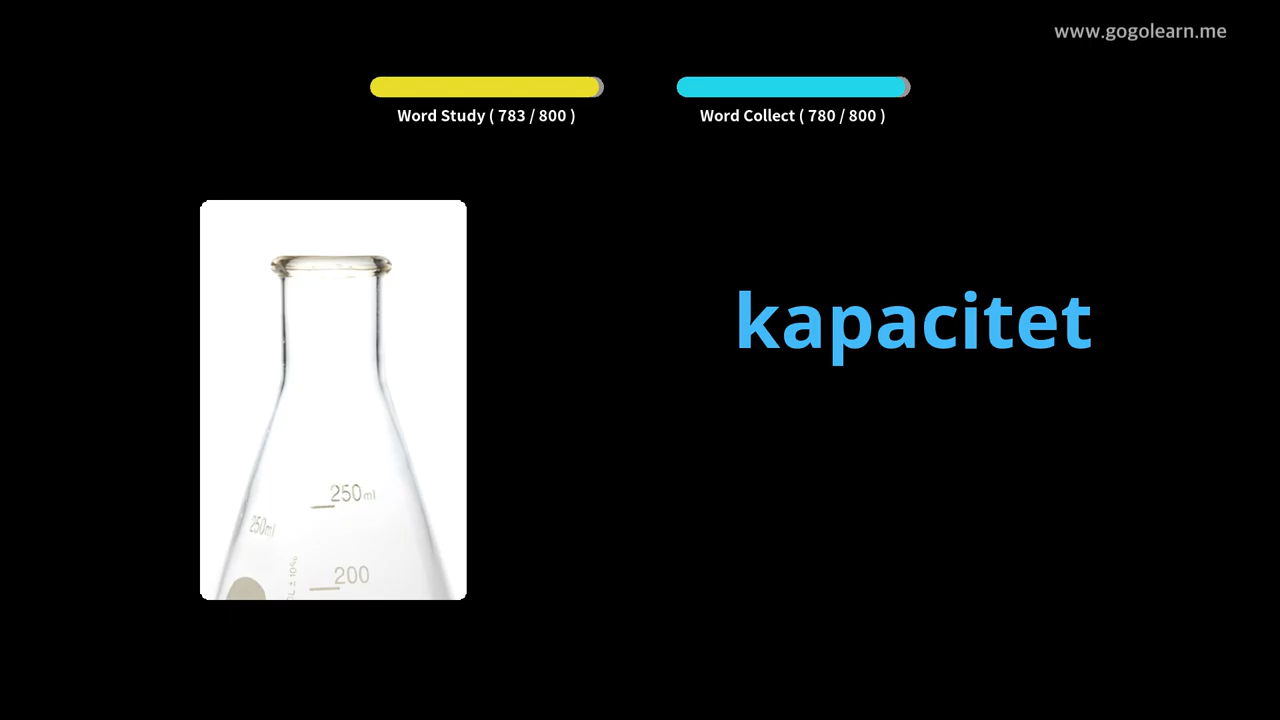 www.gogolearn.me
Word Study ( 783 / 800 )
Word Collect ( 780 / 800 )
kapacitet
250ml
250ml
200